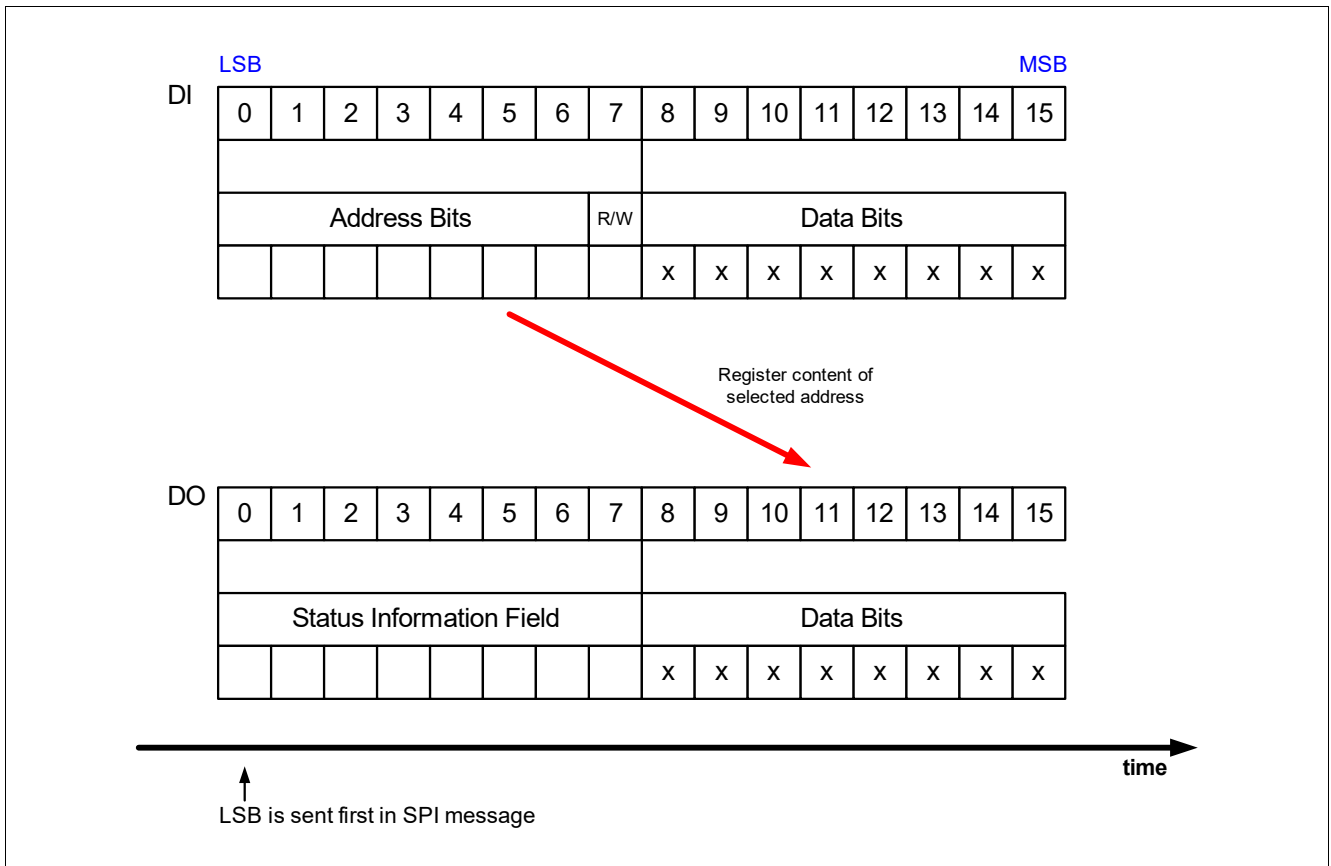 LSB MSB
DI
0 1 2 3 4 5 6 7 8 9 10 11 12 13 14 15
Address Bits R/W Data Bits
x x x x x x x x
Register content of
selected address
DO
0 1 2 3 4 5 6 7 8 9 10 11 12 13 14 15
Status Information Field Data Bits
x x x x x x x x
time
LSB is sent first in SPI message